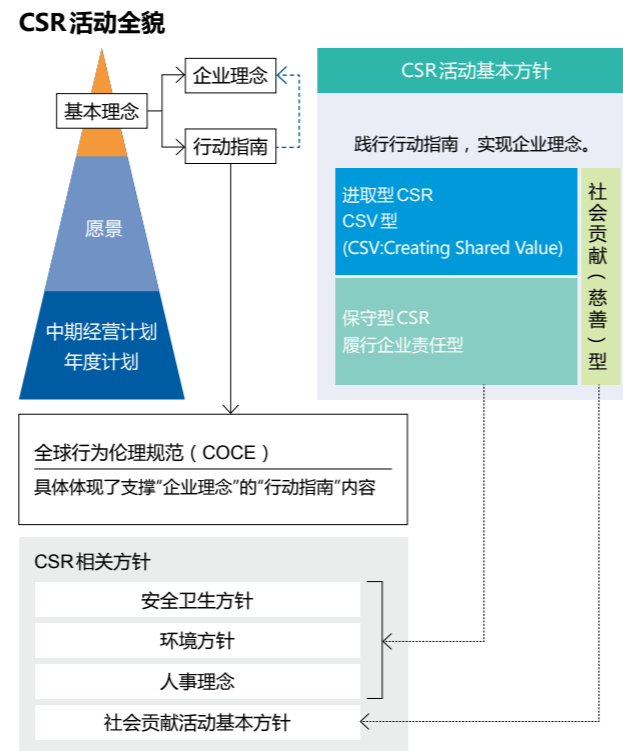 CSR活动全貌
基本理念
企业理念
行动指南
愿景
中期经营计划
年度计划
CSR活动基本方针
践行行动指南，实现企业理念。
进取型CSR
CSV型
(CSV:Creating Shared Value)
保守型CSR
履行企业责任型
社会贡献（慈善）型
全球行为伦理规范（COCE）
具体体现了支撑“企业理念”的“行动指南”内容
CSR相关方针
安全卫生方针
环境方针
人事理念
社会贡献活动基本方针